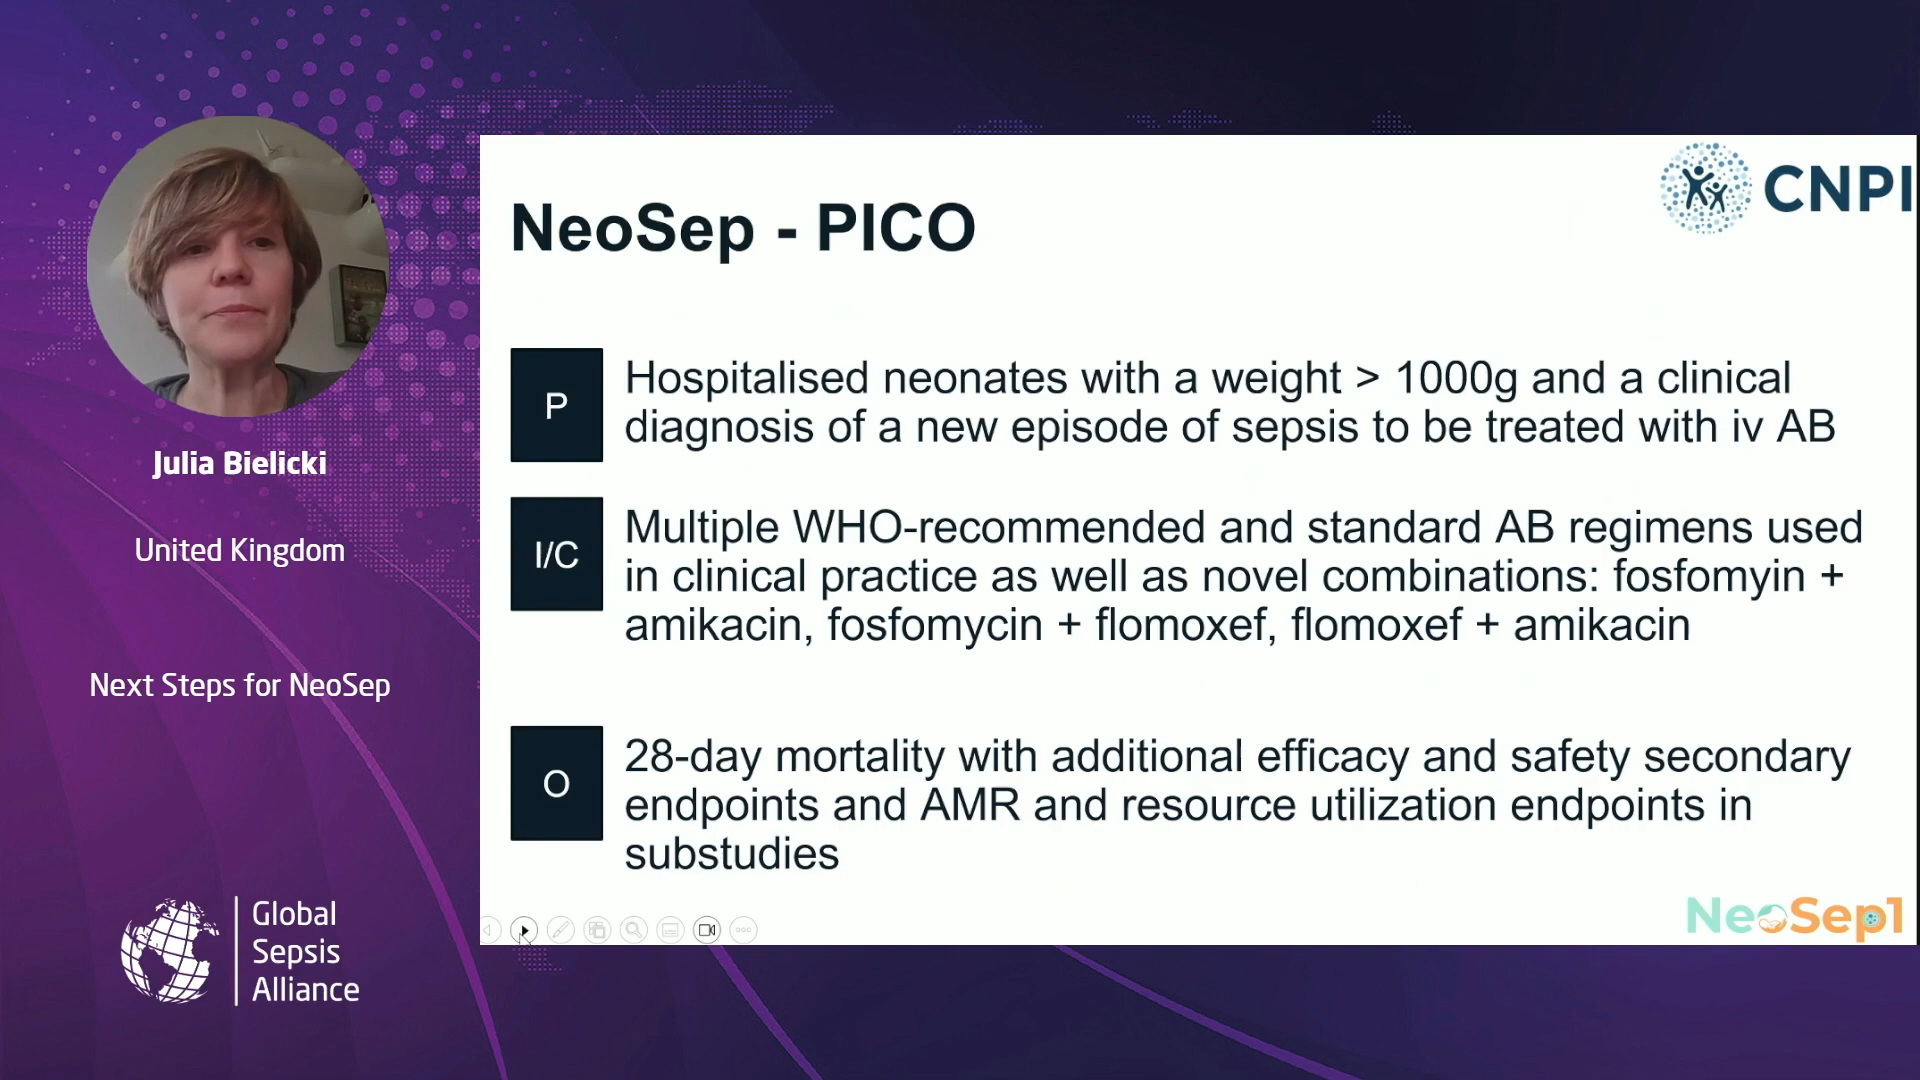 Julia Bielicki
United Kingdom
Next Steps for NeoSep
Global
Sepsis
Alliance
CNPI
NeoSep - PICO
P
Hospitalised neonates with a weight > 1000g and a clinical
diagnosis of a new episode of sepsis to be treated with iv AB
I/C
Multiple WHO-recommended and standard AB regimens used
in clinical practice as well as novel combinations: fosfomyin +
amikacin, fosfomycin + flomoxef, flomoxef + amikacin
O
28-day mortality with additional efficacy and safety secondary
endpoints and AMR and resource utilization endpoints in
substudies
NeoSep1